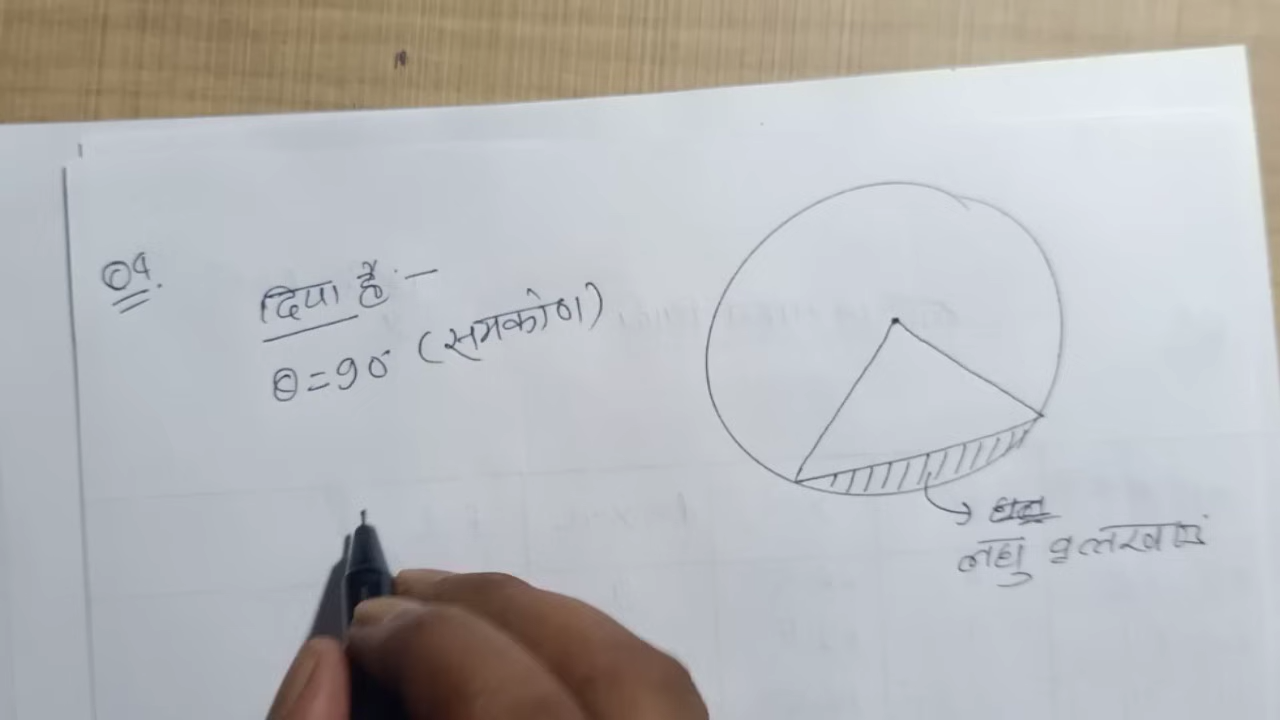 Q4.
दिया है :-
θ = 90° (समकोण)
लघु वृत्तखण्ड